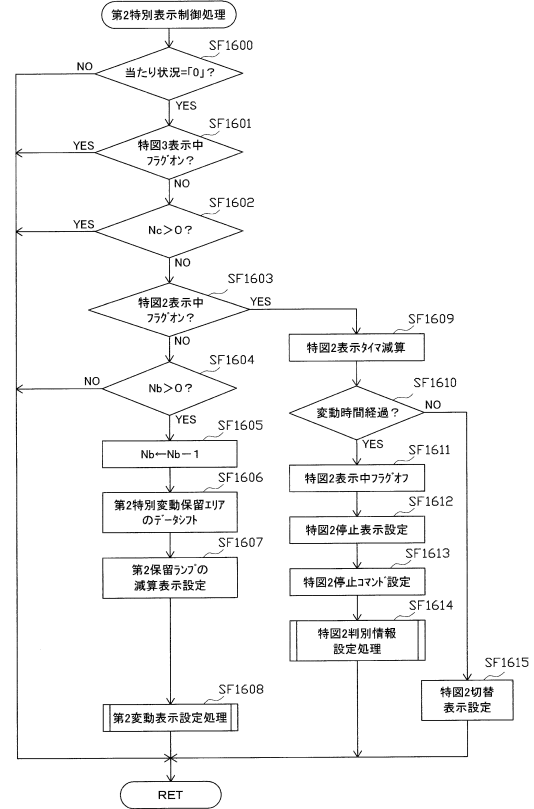 第2特別表示制御処理
SF1600
当たり状況=「0」?
NO
YES
SF1601
特図3表示中
フラグオン?
YES
NO
SF1602
Nc>0?
YES
NO
SF1603
特図2表示中
フラグオン?
YES
NO
SF1604
Nb>0?
NO
YES
SF1605
Nb←Nb-1
SF1606
第2特別変動保留エリア
のデータシフト
SF1607
第2保留ランプの
減算表示設定
SF1608
第2変動表示設定処理
SF1609
特図2表示タイマ減算
SF1610
変動時間経過?
NO
YES
SF1611
特図2表示中フラグオフ
SF1612
特図2停止表示設定
SF1613
特図2停止コマンド設定
SF1614
特図2判別情報
設定処理
SF1615
特図2切替
表示設定
RET